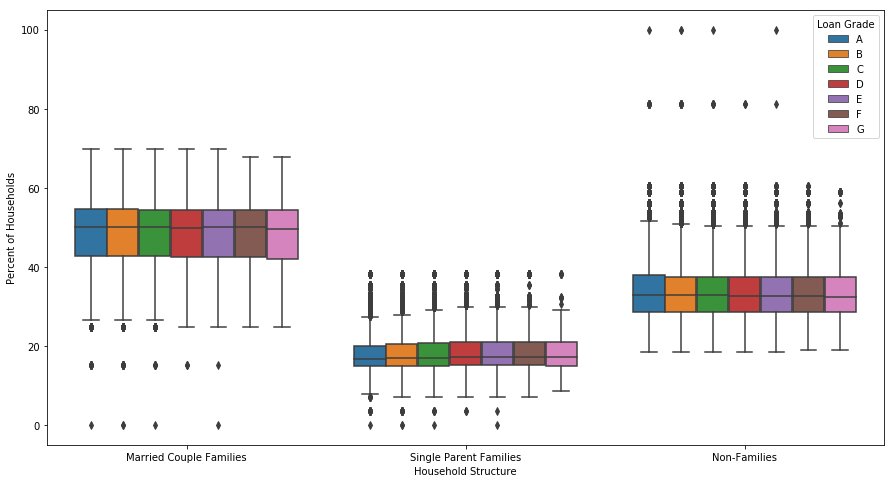 Loan Grade
A
B
C
D
E
F
G
100
80
60
40
20
0
Percent of Households
Married Couple Families
Single Parent Families
Non-Families
Household Structure